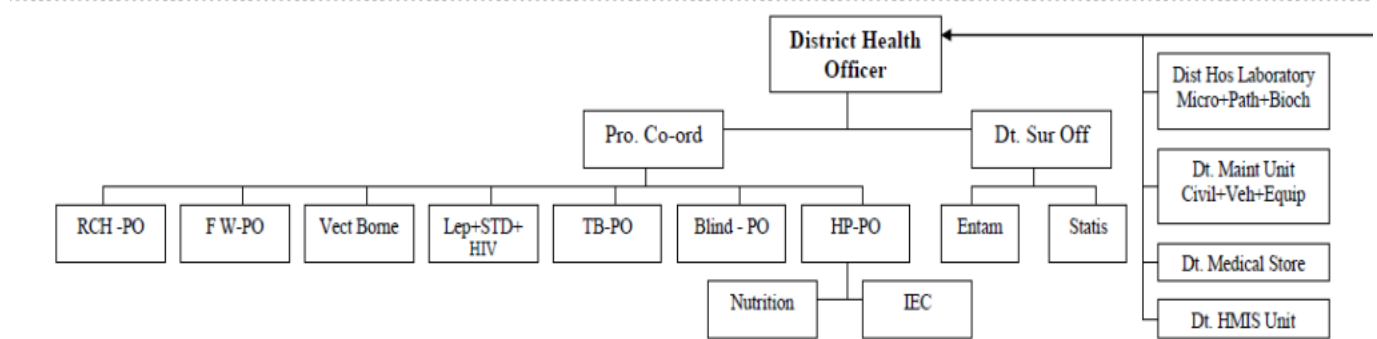 District Health
Officer
Dist Hos Laboratory
Micro+Path+Bioch
Pro. Co-ord
Dt. Sur Off
Dt. Maint Unit
Civil+Veh+Equip
RCH -PO
F W-PO
Vect Borne
Lep+STD+
HIV
TB-PO
Blind - PO
HP-PO
Entam
Statis
Dt. Medical Store
Nutrition
IEC
Dt. HMIS Unit